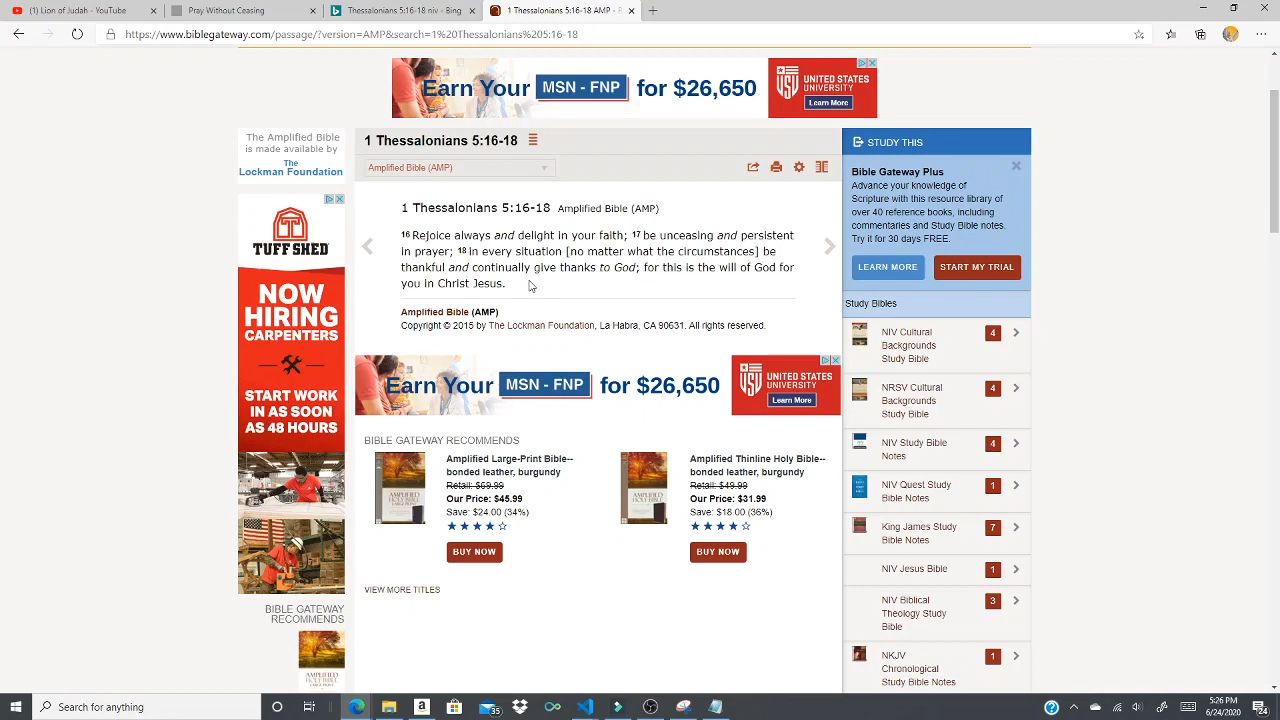 (1) Lion of Judah - YouTube
Pray Without
https://www.biblegateway.com/passage/?version=AMP&search=1%20Thessalonians%205:16-18
Earn Your MSN - FNP for $26,650
UNITED STATES
UNIVERSITY
Learn More
The Amplified Bible
is made available by
The
Lockman Foundation
TUFF SHED
NOW
HIRING
CARPENTERS
START WORK
IN AS SOON
AS 48 HOURS
BIBLE GATEWAY
RECOMMENDS
1 Thessalonians 5:16-18
Amplified Bible (AMP)
1 Thessalonians 5:16-18 Amplified Bible (AMP)
16 Rejoice always and delight in your faith; 17 be unceasing and persistent
in prayer; 18 in every situation [no matter what the circumstances] be
thankful and continually give thanks to God; for this is the will of God for
you in Christ Jesus.
Amplified Bible (AMP)
Copyright © 2015 by The Lockman Foundation, La Habra, CA 90631. All rights reserved.
Earn Your MSN - FNP for $26,650
UNITED STATES
UNIVERSITY
Learn More
BIBLE GATEWAY RECOMMENDS
Amplified Large-Print Bible--
bonded leather, burgundy
Retail: $69.99
Our Price: $45.99
Save: $24.00 (34%)
BUY NOW
Amplified Thinline Holy Bible--
bonded leather, burgundy
Retail: $49.99
Our Price: $31.99
Save: $18.00 (36%)
BUY NOW
VIEW MORE TITLES
STUDY THIS
Bible Gateway Plus
Advance your knowledge of
Scripture with this resource library of
over 40 reference books, including
commentaries and Study Bible notes.
Try it for 30 days FREE.
LEARN MORE
START MY TRIAL
Study Bibles
NIV Cultural
Backgrounds
Study Bible
4
NRSV Cultural
Backgrounds
Study Bible
4
NIV Study Bible
Notes
4
NIV Quest Study
Bible Notes
1
King James Study
Bible Notes
7
NIV Jesus Bible
1
NIV Biblical
Theology Study
Bible
3
NKJV
Chronological
Study Bible Notes
1
Search for anything
35
5:26 PM
6/24/2020